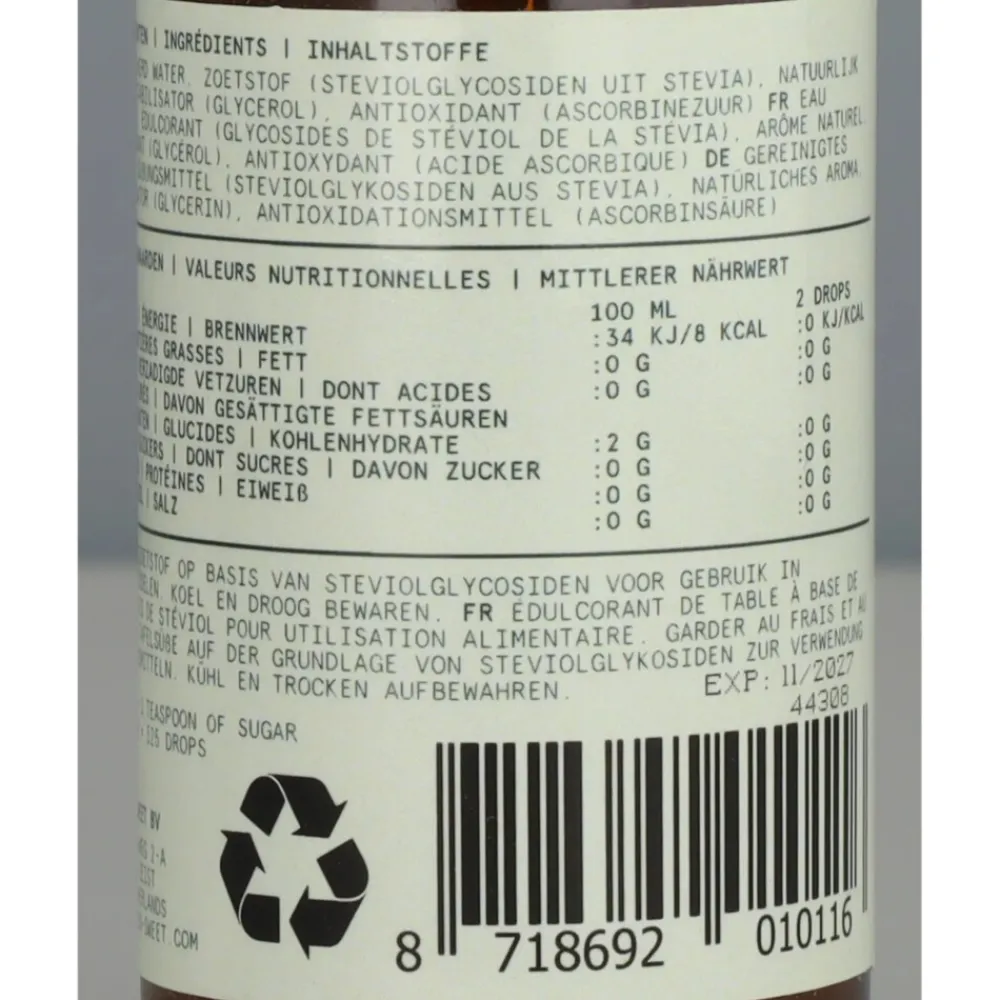 | INGRÉDIENTS | INHALTSTOFFE
WATER, ZOETSTOF (STEVIOLGLYCOSIDEN UIT STEVIA), NATUURLIJK
(GLYCEROL), ANTIOXIDANT (ASCORBINEZUUR) FR EAU
ÉDULCORANT (GLYCOSIDES DE STÉVIOL DE LA STÉVIA), ARÔME NATUREL,
(GLYCÉROL), ANTIOXYDANT (ACIDE ASCORBIQUE) DE GEREINIGTES
(STEVIOLGLYKOSIDEN AUS STEVIA), NATÜRLICHES AROMA,
(GLYCERIN), ANTIOXIDATIONSMITTEL (ASCORBINSÄURE)
| VALEURS NUTRITIONNELLES | MITTLERER NÄHRWERT
100 ML 2 DROPS
ÉNERGIE | BRENNWERT :34 KJ/8 KCAL :0 KJ/KCAL
GRASSES | FETT :0 G :0 G
VETZUREN | DONT ACIDES :0 G :0 G
| DAVON GESÄTTIGTE FETTSÄUREN
| GLUCIDES | KOHLENHYDRATE :2 G :0 G
| DONT SUCRES | DAVON ZUCKER :0 G :0 G
| PROTÉINES | EIWEIß :0 G :0 G
| SALZ :0 G :0 G
OP BASIS VAN STEVIOLGLYCOSIDEN VOOR GEBRUIK IN
KOEL EN DROOG BEWAREN. FR ÉDULCORANT DE TABLE À BASE DE
DE STÉVIOL POUR UTILISATION ALIMENTAIRE. GARDER AU FRAIS ET AU
AUF DER GRUNDLAGE VON STEVIOLGLYKOSIDEN ZUR VERWENDUNG
KÜHL EN TROCKEN AUFBEWAHREN.
EXP: 11/2027
44308
TEASPOON OF SUGAR
325 DROPS
BV
2-A
8 718692 010116